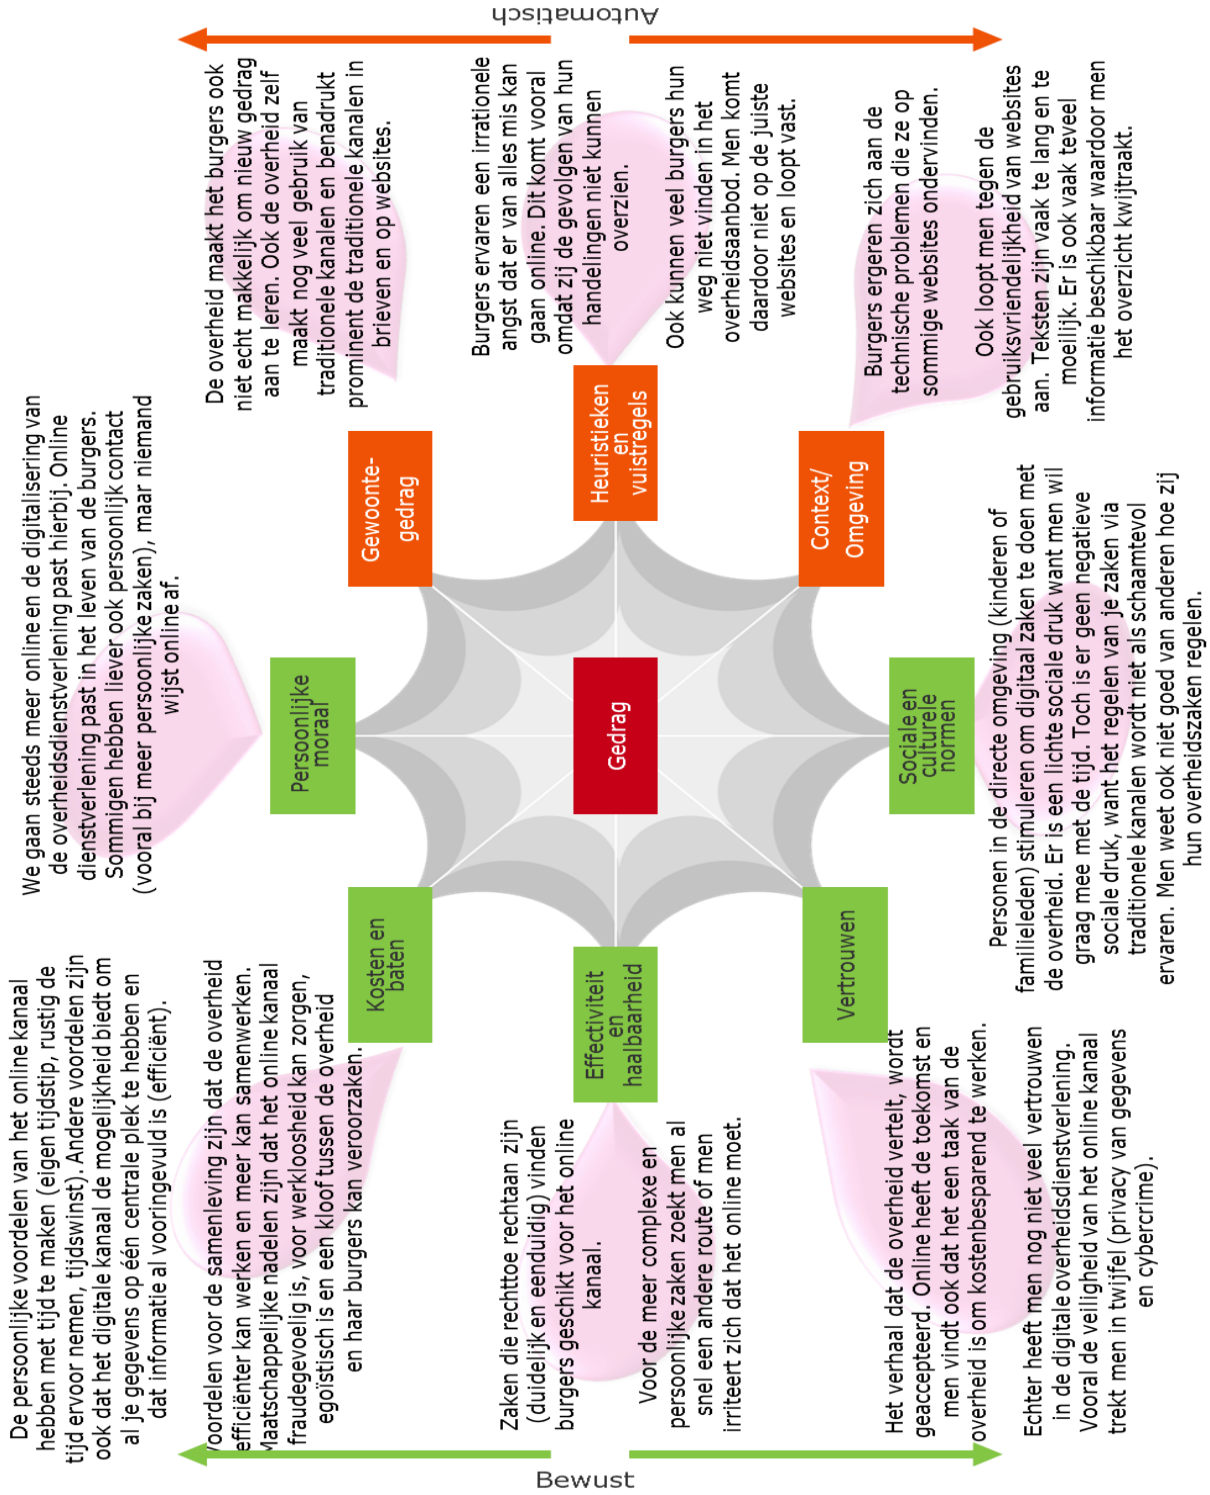 Bewust
De persoonlijke voordelen van het online kanaal
hebben met tijd te maken (eigen tijdstip, rustig de
tijd ervoor nemen, tijdswinst). Andere voordelen zijn
ook dat het digitale kanaal de mogelijkheid biedt om
al je gegevens op één centrale plek te hebben en
dat informatie al vooringevuld is (efficiënt).
Voordelen voor de samenleving zijn dat de overheid
efficiënter kan werken en meer kan samenwerken.
Maatschappelijke nadelen zijn dat het online kanaal
fraudegevoelig is, voor werkloosheid kan zorgen,
egoïstisch is en een kloof tussen de overheid
en haar burgers kan veroorzaken.
Kosten en
baten
We gaan steeds meer online en de digitalisering van
de overheidsdienstverlening past hierbij. Online
dienstverlening past in het leven van de burgers.
Sommigen hebben liever ook persoonlijk contact
(vooral bij meer persoonlijke zaken), maar niemand
wijst online af.
Persoonlijke
moraal
De overheid maakt het burgers ook
niet echt makkelijk om nieuw gedrag
aan te leren. Ook de overheid zelf
maakt nog veel gebruik van
traditionele kanalen en benadrukt
prominent de traditionele kanalen in
brieven en op websites.
Gewoonte-
gedrag
Zaken die rechttoe rechtaan zijn
(duidelijk en eenduidig) vinden
burgers geschikt voor het online
kanaal.
Voor de meer complexe en
persoonlijke zaken zoekt men al
snel een andere route of men
irriteert zich dat het online moet.
Effectiviteit
en
haalbaarheid
Gedrag
Heuristieken
en
vuistregels
Burgers ervaren een irrationele
angst dat er van alles mis kan
gaan online. Dit komt vooral
omdat zij de gevolgen van hun
handelingen niet kunnen
overzien.
Ook kunnen veel burgers hun
weg niet vinden in het
overheidsaanbod. Men komt
daardoor niet op de juiste
websites en loopt vast.
Vertrouwen
Het verhaal dat de overheid vertelt, wordt
geaccepteerd. Online heeft de toekomst en
men vindt ook dat het een taak van de
overheid is om kostenbesparend te werken.
Echter heeft men nog niet veel vertrouwen
in de digitale overheidsdienstverlening.
Vooral de veiligheid van het online kanaal
trekt men in twijfel (privacy van gegevens
en cybercrime).
Sociale en
culturele
normen
Personen in de directe omgeving (kinderen of
familieleden) stimuleren om digitaal zaken te doen met
de overheid. Er is een lichte sociale druk want men wil
graag mee met de tijd. Toch is er geen negatieve
sociale druk, want het regelen van je zaken via
traditionele kanalen wordt niet als schaamtevol
ervaren. Men weet ook niet goed van anderen hoe zij
hun overheidszaken regelen.
Context/
Omgeving
Burgers ergeren zich aan de
technische problemen die ze op
sommige websites ondervinden.
Ook loopt men tegen de
gebruiksvriendelijkheid van websites
aan. Teksten zijn vaak te lang en te
moeilijk. Er is ook vaak teveel
informatie beschikbaar waardoor men
het overzicht kwijtraakt.
Automatisch